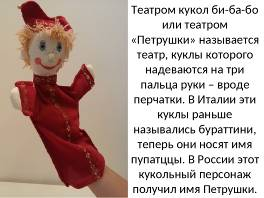 Театром кукол би-ба-бо
или театром
«Петрушки» называется
театр, куклы которого
надеваются на три
пальца руки – вроде
перчатки. В Италии эти
куклы раньше
назывались бураттини,
теперь они носят имя
пупатццы. В России этот
кукольный персонаж
получил имя Петрушки.